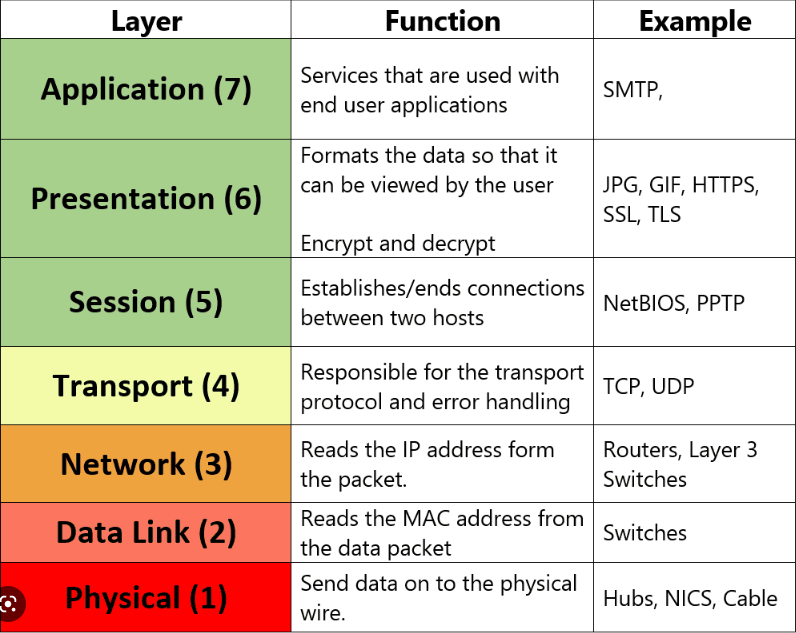 Layer Function Example
Application (7)
Services that are used with
end user applications
SMTP,
Presentation (6)
Formats the data so that it
can be viewed by the user
Encrypt and decrypt
JPG, GIF, HTTPS,
SSL, TLS
Session (5)
Establishes/ends connections
between two hosts
NetBIOS, PPTP
Transport (4)
Responsible for the transport
protocol and error handling
TCP, UDP
Network (3)
Reads the IP address form
the packet.
Routers, Layer 3
Switches
Data Link (2)
Reads the MAC address from
the data packet
Switches
Physical (1)
Send data on to the physical
wire.
Hubs, NICS, Cable